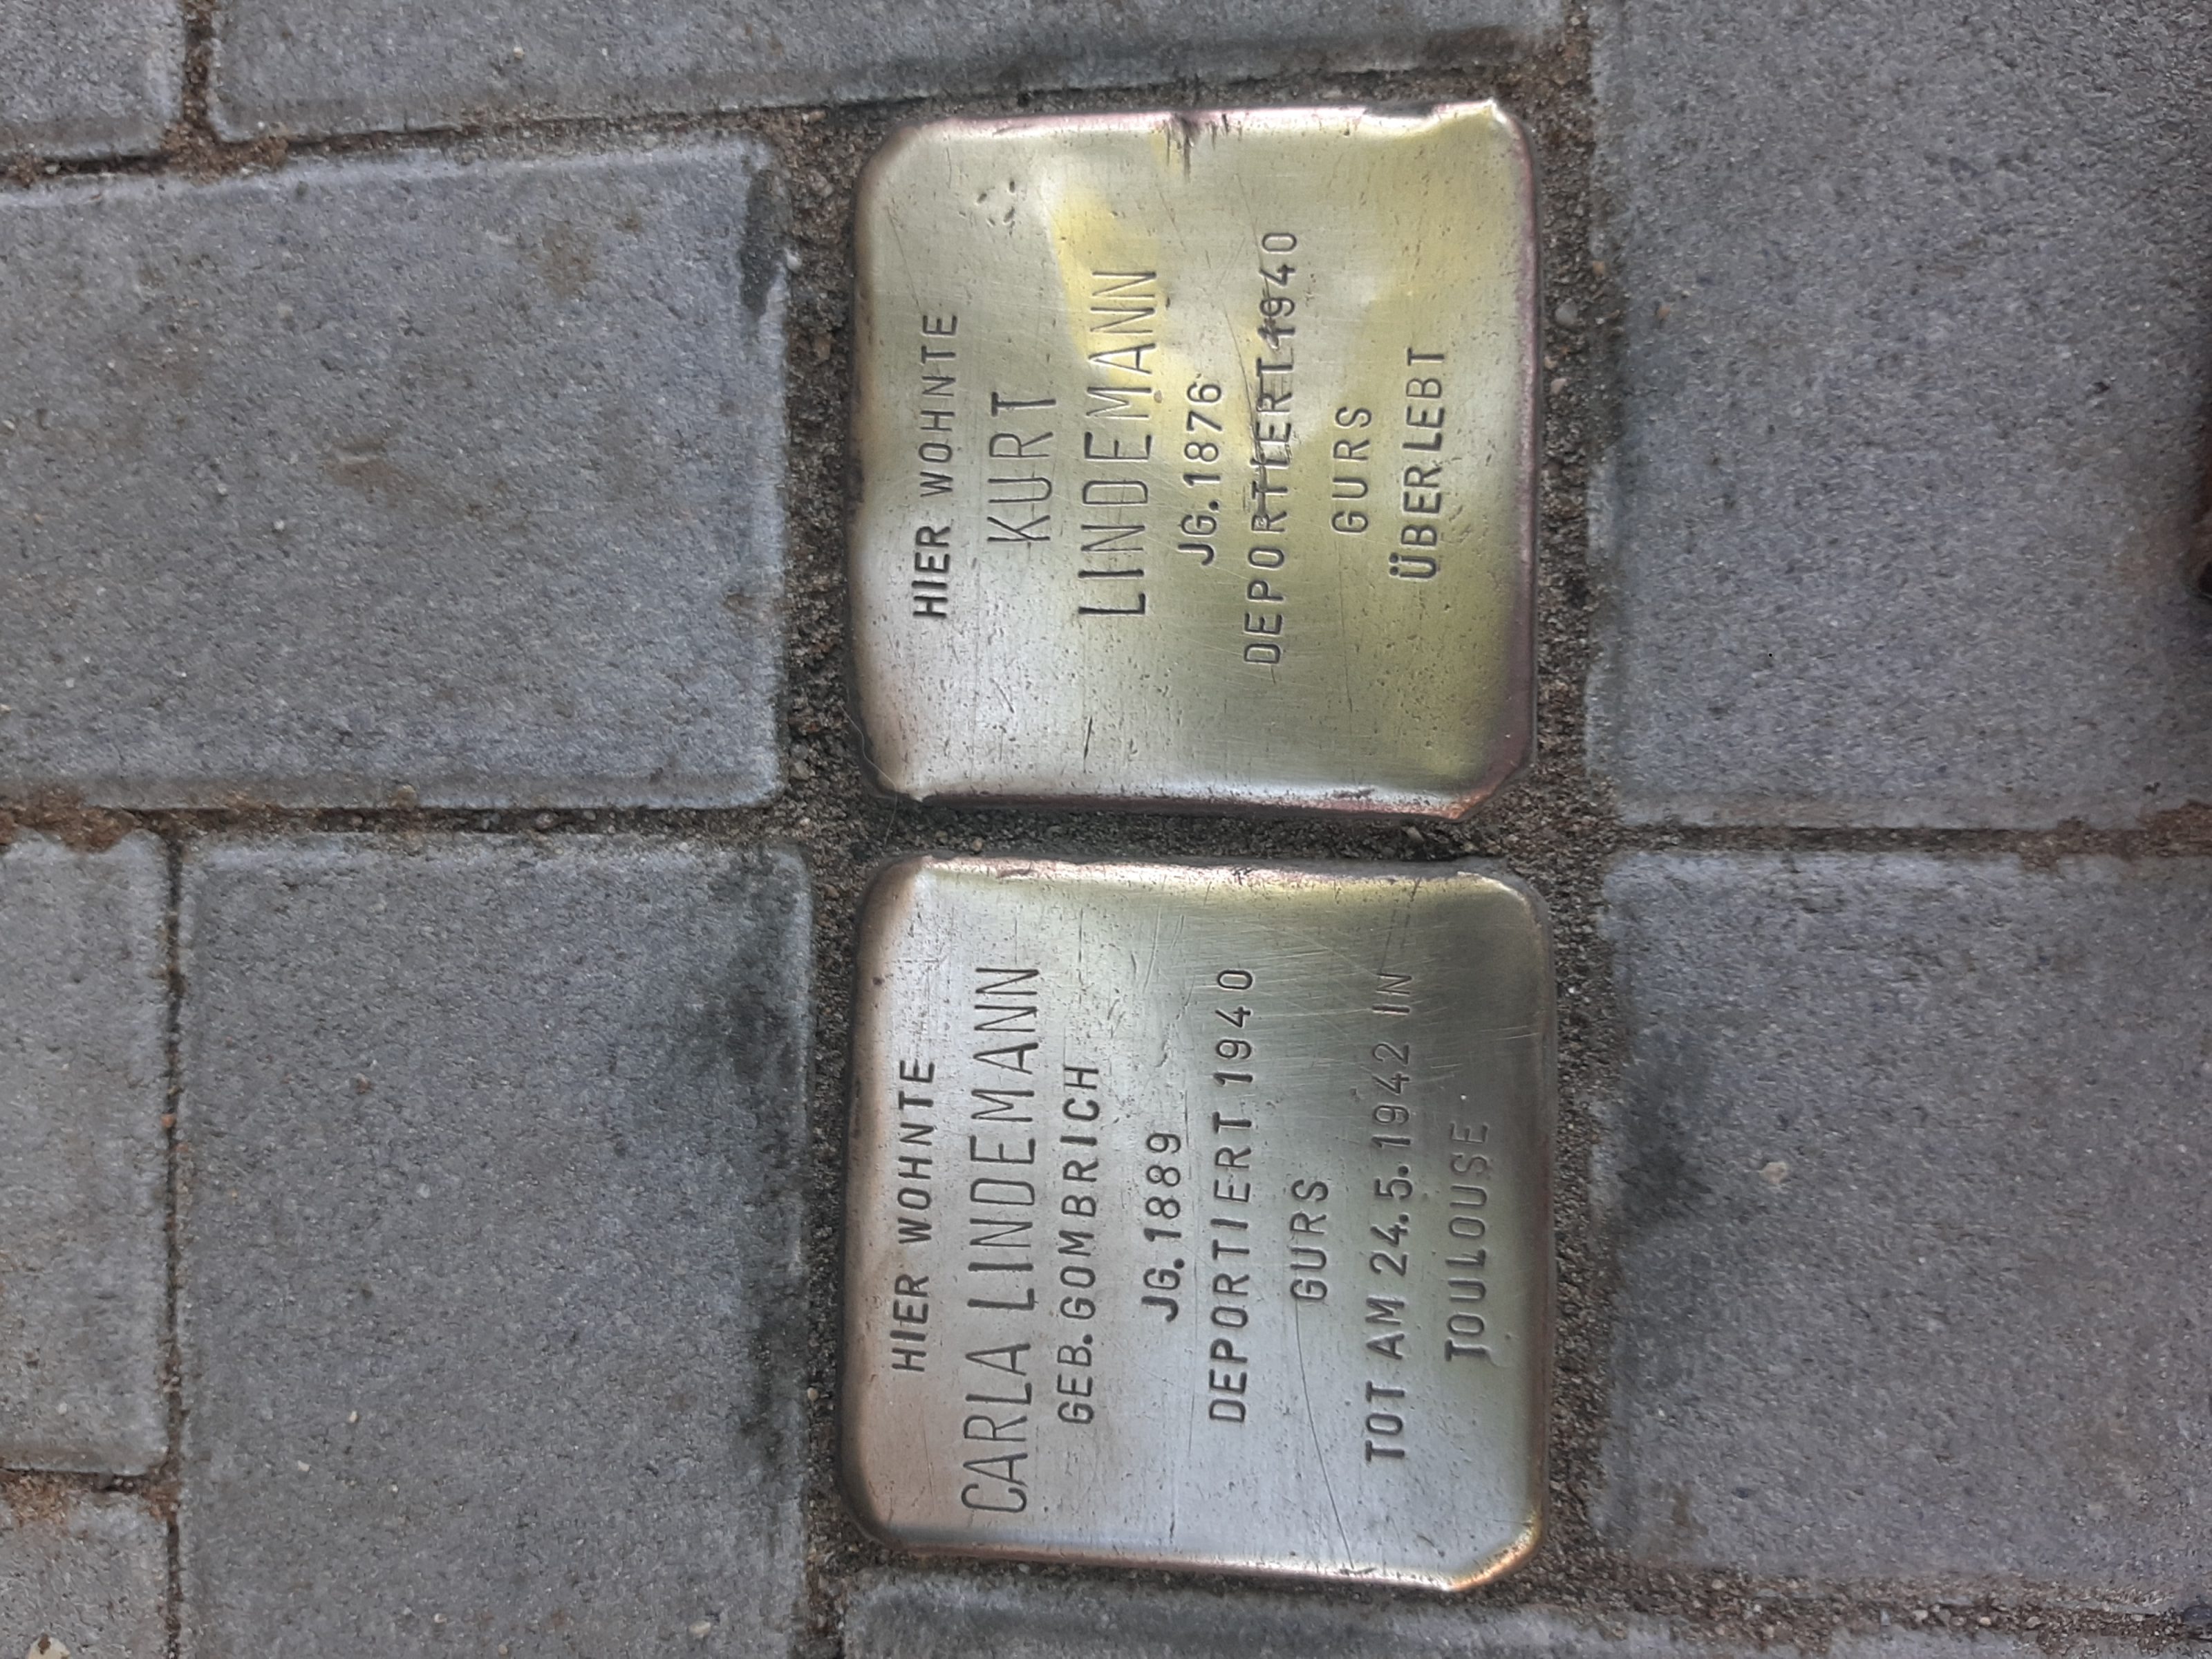 HIER WOHNTE
CARLA LINDEMANN
GEB. GOMBRICH
JG. 1889
DEPORTIERT 1940
GURS
TOT AM 24.5.1942 IN
TOULOUSE
HIER WOHNTE
KURT
LINDEMANN
JG. 1876
DEPORTIERT 1940
GURS
ÜBERLEBT